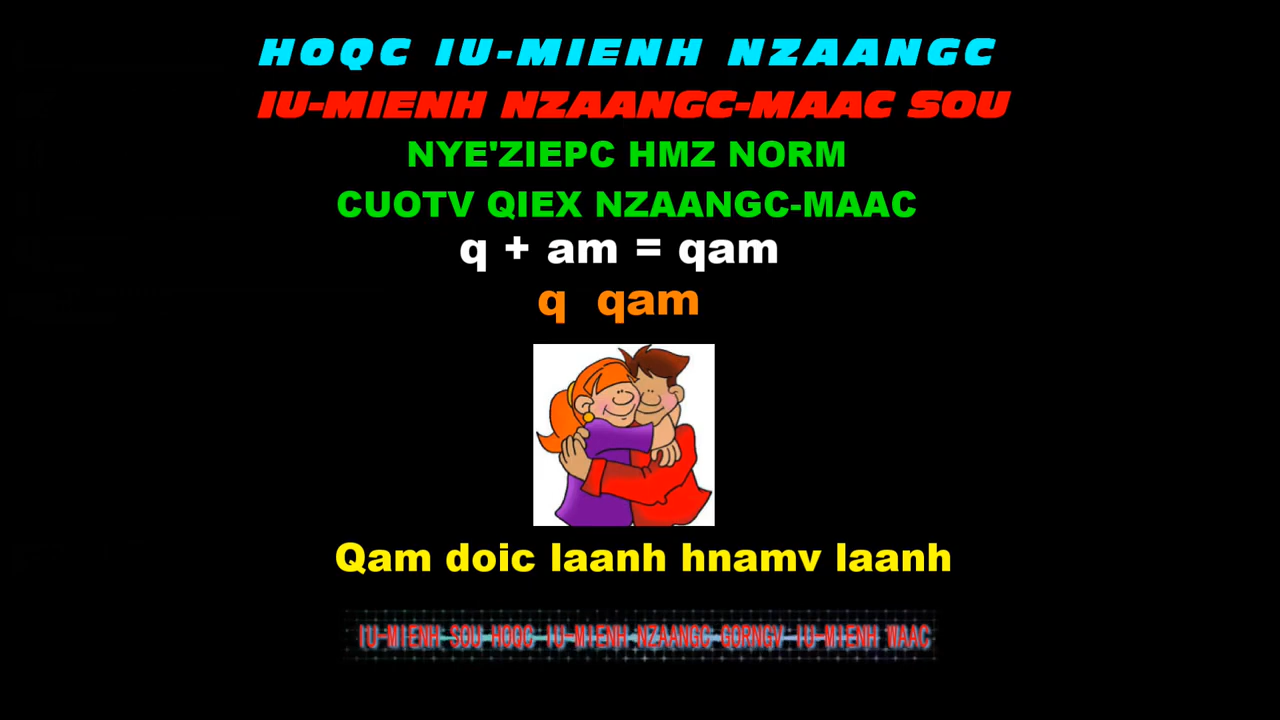 HOQC IU-MIENH NZAANGC
IU-MIENH NZAANGC-MAAC SOU
NYE'ZIEPC HMZ NORM
CUOTV QIEX NZAANGC-MAAC
q + am = qam
q qam
Qam doic laanh hnamv laanh
IU-MIENH SOU HOQC IU-MIENH NZAANGC GORNGV IU-MIENH WAAC